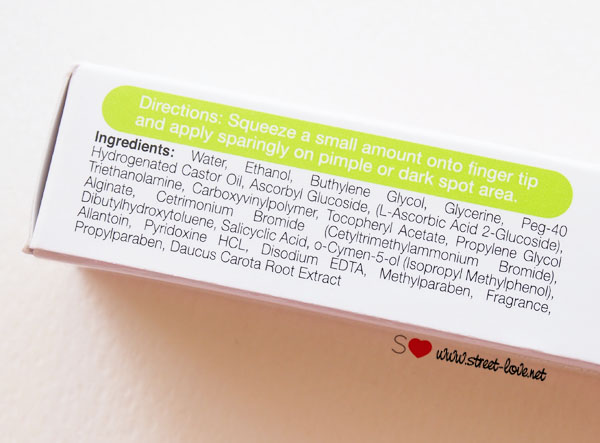 Directions: Squeeze a small amount onto finger tip
and apply sparingly on pimple or dark spot area.
Ingredients: Water, Ethanol, Buthylene Glycol, Glycerine, Peg-40
Hydrogenated Castor Oil, Ascorbyl Glucoside, (L-Ascorbic Acid 2-Glucoside),
Triethanolamine, Carboxyvinylpolymer, Tocopheryl Acetate, Propylene Glycol
Alginate, Cetrimonium Bromide (Cetyltrimethylammonium Bromide),
Dibutylhydroxytoluene, Salicylic Acid, o-Cymen-5-ol (Isopropyl Methylphenol),
Allantoin, Pyridoxine HCL, Disodium EDTA, Methylparaben, Fragrance,
Propylparaben, Daucus Carota Root Extract
S www.street-love.net